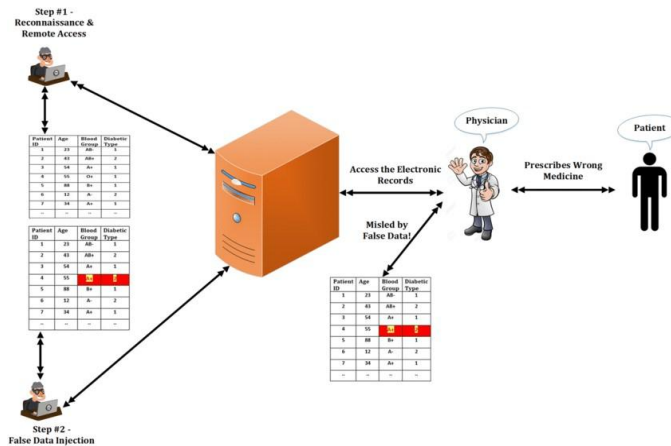 Step #1 -
Reconnaissance &
Remote Access
Patient ID Age Blood Group Diabetic Type
1 23 AB- 1
2 43 AB+ 2
3 54 A+ 1
4 55 O+ 1
5 88 B+ 1
6 12 A- 2
7 34 A+ 1
... ... ... ...
Patient ID Age Blood Group Diabetic Type
1 23 AB- 1
2 43 AB+ 2
3 54 A+ 1
4 55
5 88 B+ 1
6 12 A- 2
7 34 A+ 1
... ... ... ...
Step #2 -
False Data Injection
Access the Electronic
Records
Misled by
False Data!
Physician
Prescribes Wrong
Medicine
Patient
Patient ID Age Blood Group Diabetic Type
1 23 AB- 1
2 43 AB+ 2
3 54 A+ 1
4 55
5 88 B+ 1
6 12 A- 2
7 34 A+ 1
... ... ... ...